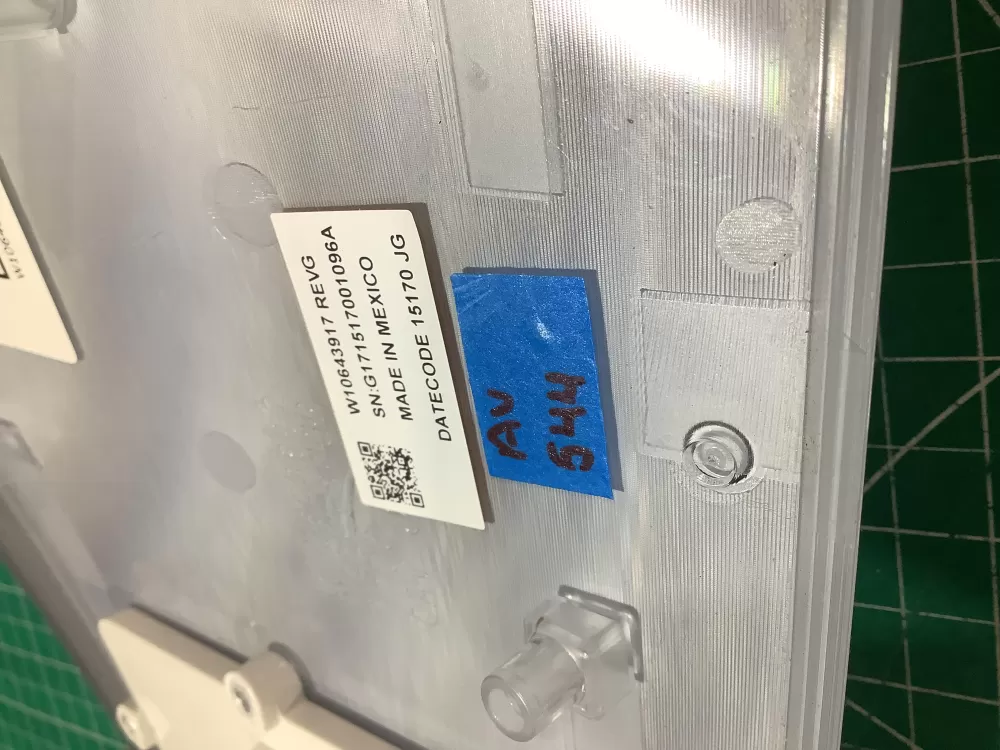 W10643917 REVG
SN:G171517001096A
MADE IN MEXICO
DATECODE 15170 JG
AV
544